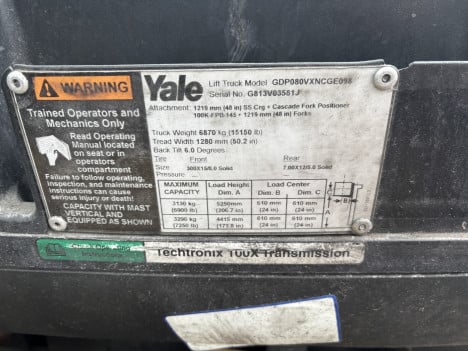 WARNING
Trained Operators and
Mechanics Only
Read Operating
Manual located
on seat or in
operators
compartment
Failure to follow operating,
inspection, and maintenance
instructions can cause
serious injury or death!
CAPACITY WITH MAST
VERTICAL AND
EQUIPPED AS SHOWN
Yale
Lift Truck Model GDP080VXNCGE098
Serial No. G813V03581J
Attachment: 1219 mm (48 in) SS Crg + Cascade Fork Positioner
100K-FPD-145 + 1219 mm (48 in) Forks
Truck Weight 6870 kg (15150 lb)
Tread Width 1280 mm (50.2 in)
Back Tilt 6.0 Degrees
Tire Front Rear
Size 300X15/8.0 Solid 7.00X12/5.0 Solid
MAXIMUM CAPACITY Load Height Dim. A Load Center Dim. B Dim. C
3130 kg (6900 lb) 5250mm (206.7 in) 610 mm (24 in) 610 mm (24 in)
3290 kg (7250 lb) 4415 mm (173.8 in) 610 mm (24 in) 610 mm (24 in)
A
B
Techtronix 100X Transmission